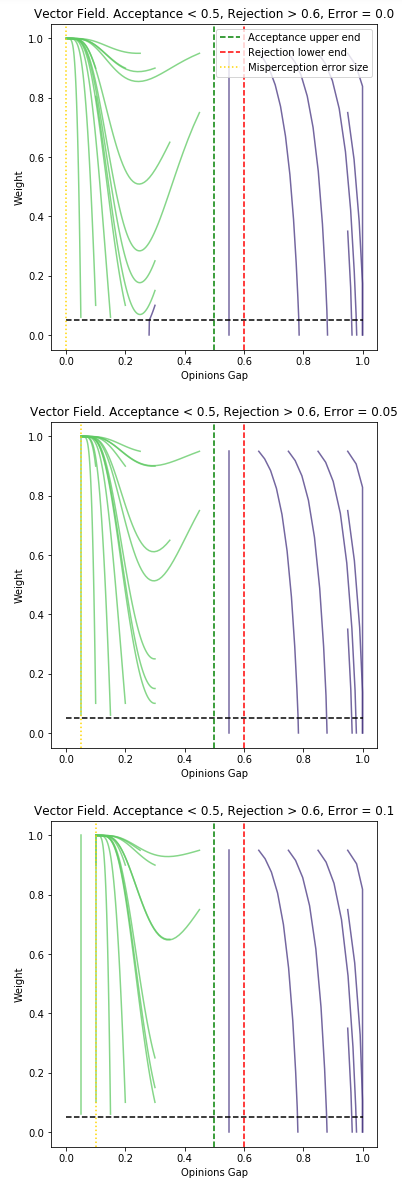 Vector Field. Acceptance < 0.5, Rejection > 0.6, Error = 0.0
1.0
0.8
0.6
0.4
0.2
0.0
Weight
Acceptance upper end
Rejection lower end
Misperception error size
0.0 0.2 0.4 0.6 0.8 1.0
Opinions Gap
Vector Field. Acceptance < 0.5, Rejection > 0.6, Error = 0.05
1.0
0.8
0.6
0.4
0.2
0.0
Weight
0.0 0.2 0.4 0.6 0.8 1.0
Opinions Gap
Vector Field. Acceptance < 0.5, Rejection > 0.6, Error = 0.1
1.0
0.8
0.6
0.4
0.2
0.0
Weight
0.0 0.2 0.4 0.6 0.8 1.0
Opinions Gap